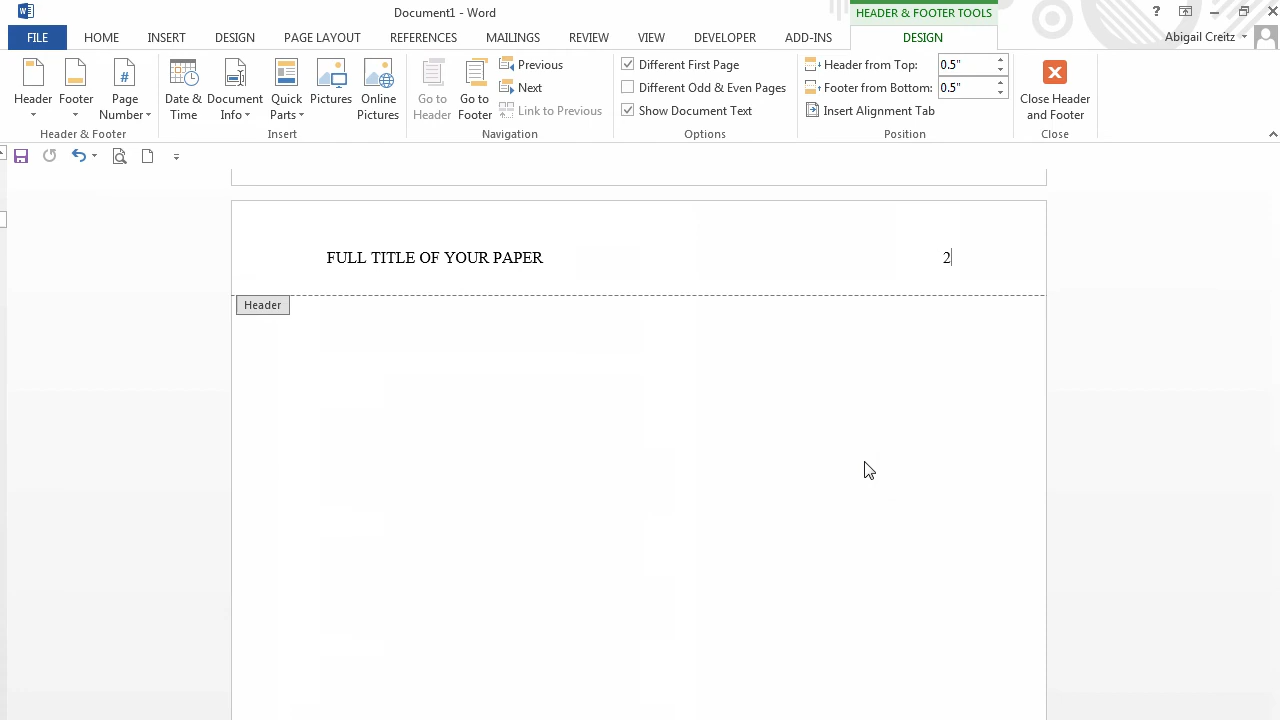 Document1 - Word
HEADER & FOOTER TOOLS
?
FILE HOME INSERT DESIGN PAGE LAYOUT REFERENCES MAILINGS REVIEW VIEW DEVELOPER ADD-INS DESIGN Abigail Creitz
Header
Footer
Page Number
Header & Footer
Date & Time
Document Info
Quick Parts
Pictures
Online Pictures
Insert
Go to Header
Go to Footer
Previous
Next
Link to Previous
Navigation
Different First Page
Different Odd & Even Pages
Show Document Text
Options
Header from Top: 0.5"
Footer from Bottom: 0.5"
Insert Alignment Tab
Position
Close Header and Footer
Close
FULL TITLE OF YOUR PAPER 2
Header